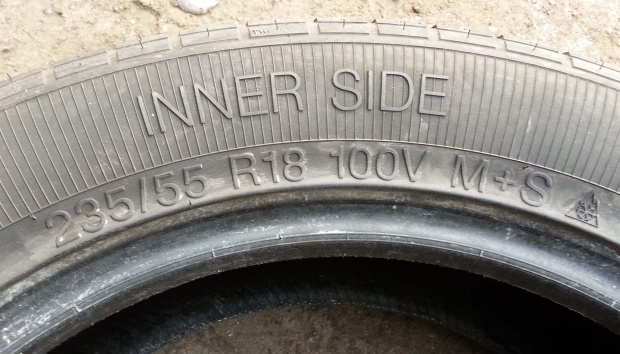 INNER SIDE
235/55 R18 100V M+S